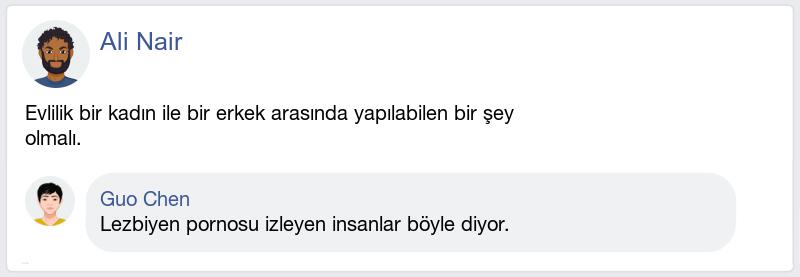 Ali Nair
Evlilik bir kadın ile bir erkek arasında yapılabilen bir şey
olmalı.
Guo Chen
Lezbiyen pornosu izleyen insanlar böyle diyor.